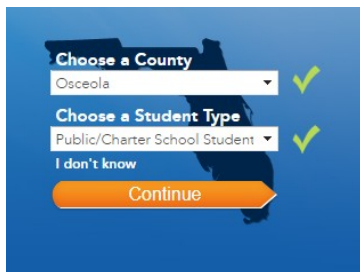 Choose a County
Osceola
Choose a Student Type
Public/Charter School Student
I don't know
Continue